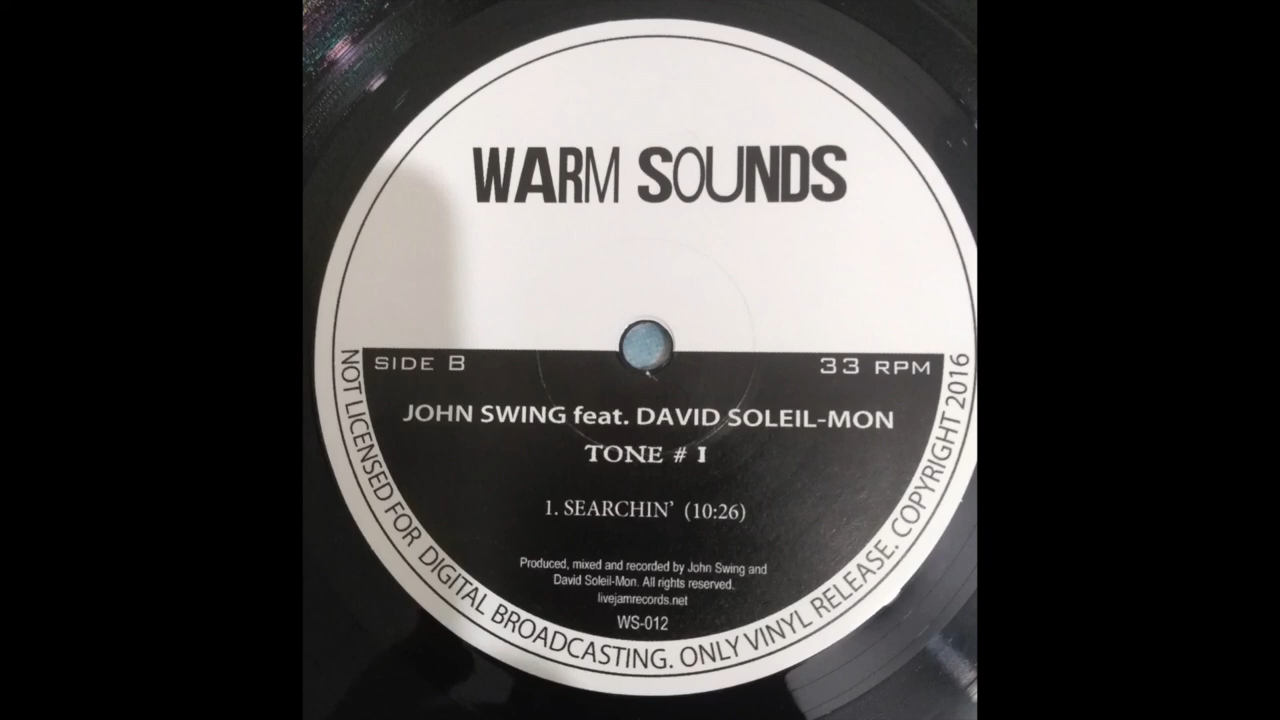 WARM SOUNDS
SIDE B
33 RPM
JOHN SWING feat. DAVID SOLEIL-MON
TONE # 1
1. SEARCHIN' (10:26)
Produced, mixed and recorded by John Swing and
David Soleil-Mon. All rights reserved.
livejamrecords.net
WS-012
NOT LICENSED FOR DIGITAL BROADCASTING. ONLY VINYL RELEASE. COPYRIGHT 2016